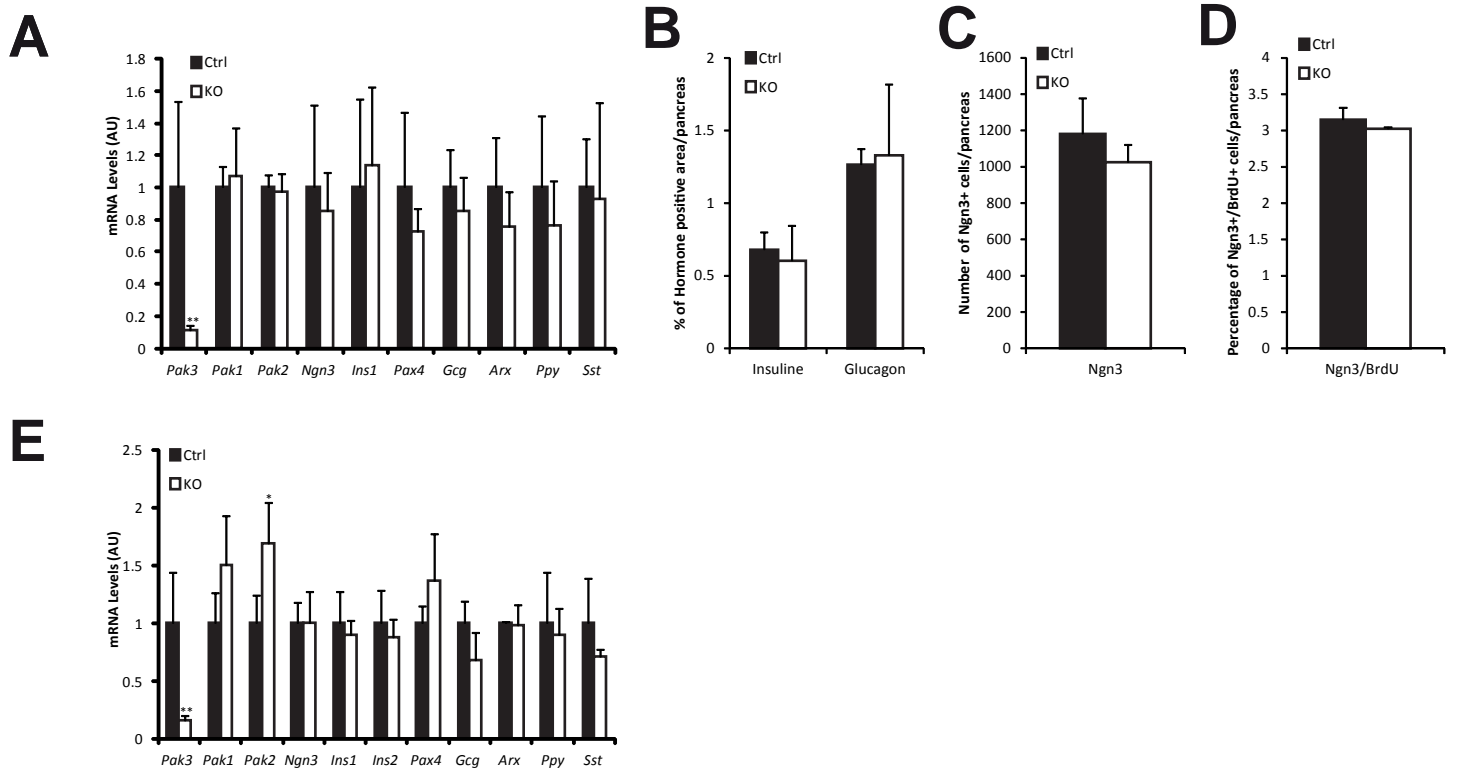 A
mRNA Levels (AU)
1.8
1.6
1.4
1.2
1
0.8
0.6
0.4
0.2
0
Ctrl
KO
**
Pak3 Pak1 Pak2 Ngn3 Ins1 Pax4 Gcg Arx Ppy Sst
B
% of Hormone positive area/pancreas
2
1.5
1
0.5
0
Ctrl
KO
Insuline Glucagon
C
Number of Ngn3+ cells/pancreas
1600
1400
1200
1000
800
600
400
200
0
Ctrl
KO
Ngn3
D
Percentage of Ngn3+/BrdU+ cells/pancreas
4
3.5
3
2.5
2
1.5
1
0.5
0
Ctrl
KO
Ngn3/BrdU
E
mRNA Levels (AU)
2.5
2
1.5
1
0.5
0
Ctrl
KO
**
*
Pak3 Pak1 Pak2 Ngn3 Ins1 Ins2 Pax4 Gcg Arx Ppy Sst